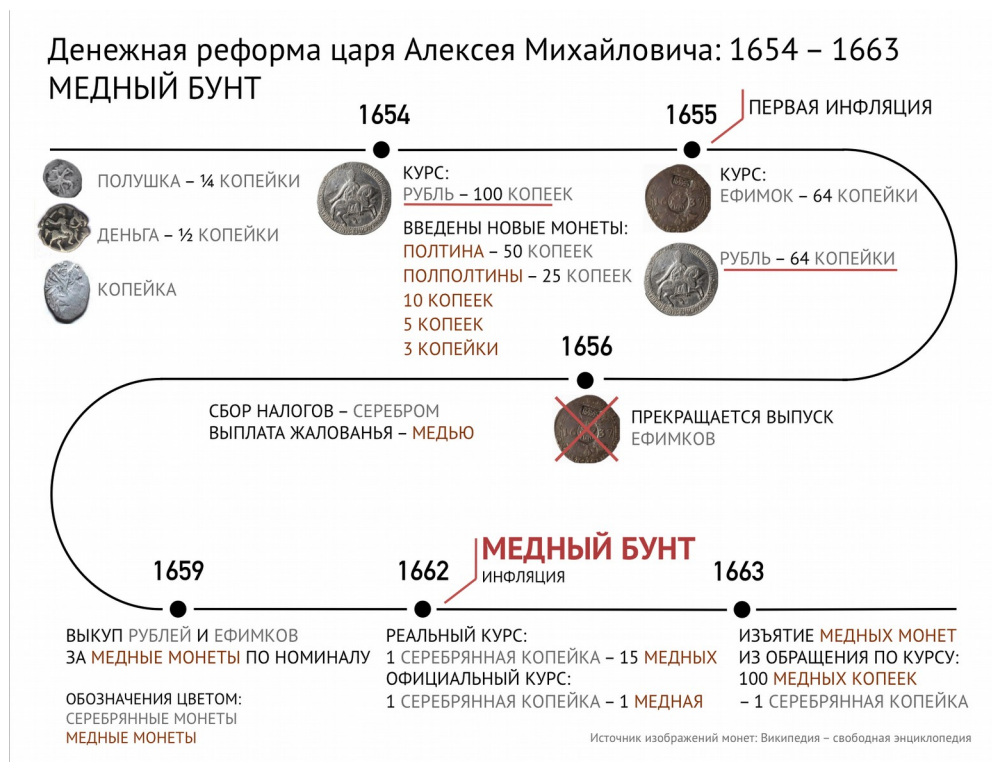 Денежная реформа царя Алексея Михайловича: 1654 – 1663
МЕДНЫЙ БУНТ
1654
1655
ПЕРВАЯ ИНФЛЯЦИЯ
ПОЛУШКА – ¼ КОПЕЙКИ
ДЕНЬГА – ½ КОПЕЙКИ
КОПЕЙКА
КУРС:
РУБЛЬ – 100 КОПЕЕК
ВВЕДЕНЫ НОВЫЕ МОНЕТЫ:
ПОЛТИНА – 50 КОПЕЕК
ПОЛПОЛТИНЫ – 25 КОПЕЕК
10 КОПЕЕК
5 КОПЕЕК
3 КОПЕЙКИ
КУРС:
ЕФИМОК – 64 КОПЕЙКИ
РУБЛЬ – 64 КОПЕЙКИ
1656
СБОР НАЛОГОВ – СЕРЕБРОМ
ВЫПЛАТА ЖАЛОВАНЬЯ – МЕДЬЮ
ПРЕКРАЩАЕТСЯ ВЫПУСК
ЕФИМКОВ
1659
ВЫКУП РУБЛЕЙ И ЕФИМКОВ
ЗА МЕДНЫЕ МОНЕТЫ ПО НОМИНАЛУ
1662
МЕДНЫЙ БУНТ
ИНФЛЯЦИЯ
РЕАЛЬНЫЙ КУРС:
1 СЕРЕБРЯННАЯ КОПЕЙКА – 15 МЕДНЫХ
ОФИЦИАЛЬНЫЙ КУРС:
1 СЕРЕБРЯННАЯ КОПЕЙКА – 1 МЕДНАЯ
1663
ИЗЪЯТИЕ МЕДНЫХ МОНЕТ
ИЗ ОБРАЩЕНИЯ ПО КУРСУ:
100 МЕДНЫХ КОПЕЕК
– 1 СЕРЕБРЯННАЯ КОПЕЙКА
ОБОЗНАЧЕНИЯ ЦВЕТОМ:
СЕРЕБРЯННЫЕ МОНЕТЫ
МЕДНЫЕ МОНЕТЫ
Источник изображений монет: Википедия – свободная энциклопедия